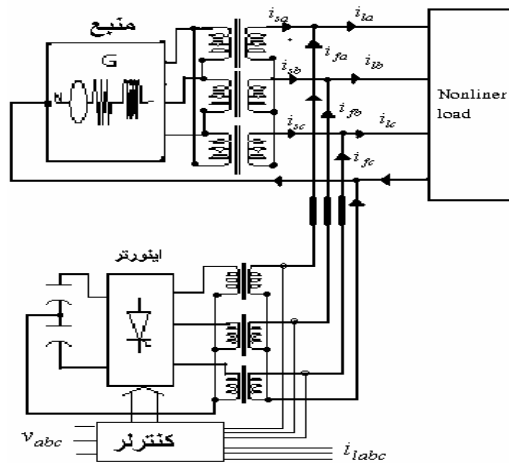 منبع
G
N
i_sa
i_la
i_fa
i_sb
i_lb
i_fb
i_sc
i_lc
i_fc
Nonliner
load
اینورتر
کنترلر
v_abc
i_labc